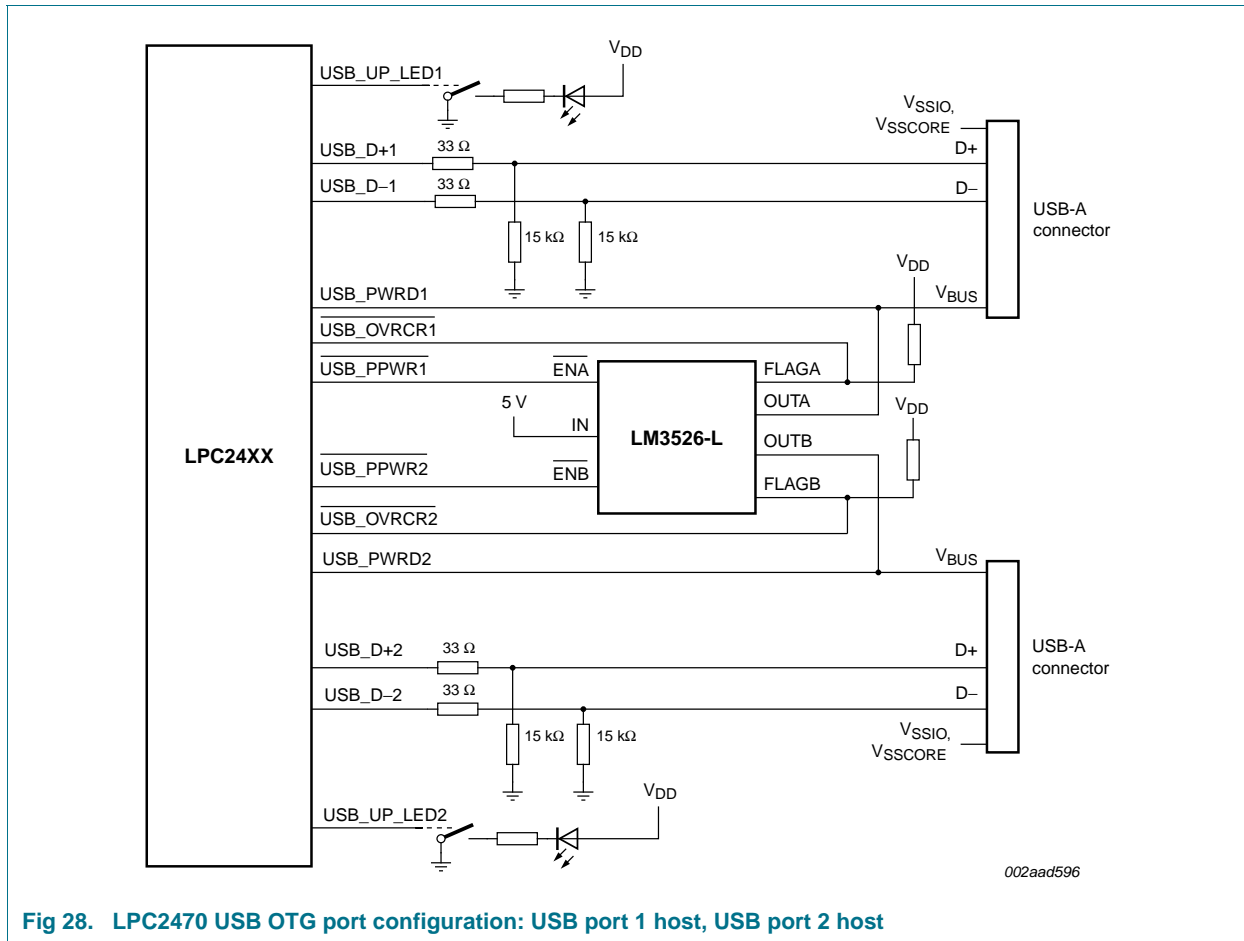 VDD
USB_UP_LED1
VSSIO,
VSSCORE
USB_D+1
33 Ω
D+
USB_D−1
33 Ω
D−
USB-A
connector
15 kΩ
15 kΩ
VDD
USB_PWRD1
VBUS
USB_OVRCR1
USB_PPWR1
ENA
FLAGA
5 V
OUTA
VDD
IN
LM3526-L
OUTB
LPC24XX
USB_PPWR2
ENB
FLAGB
USB_OVRCR2
USB_PWRD2
VBUS
USB_D+2
33 Ω
D+
USB-A
connector
USB_D−2
33 Ω
D−
15 kΩ
15 kΩ
VSSIO,
VSSCORE
VDD
USB_UP_LED2
002aad596
Fig 28. LPC2470 USB OTG port configuration: USB port 1 host, USB port 2 host